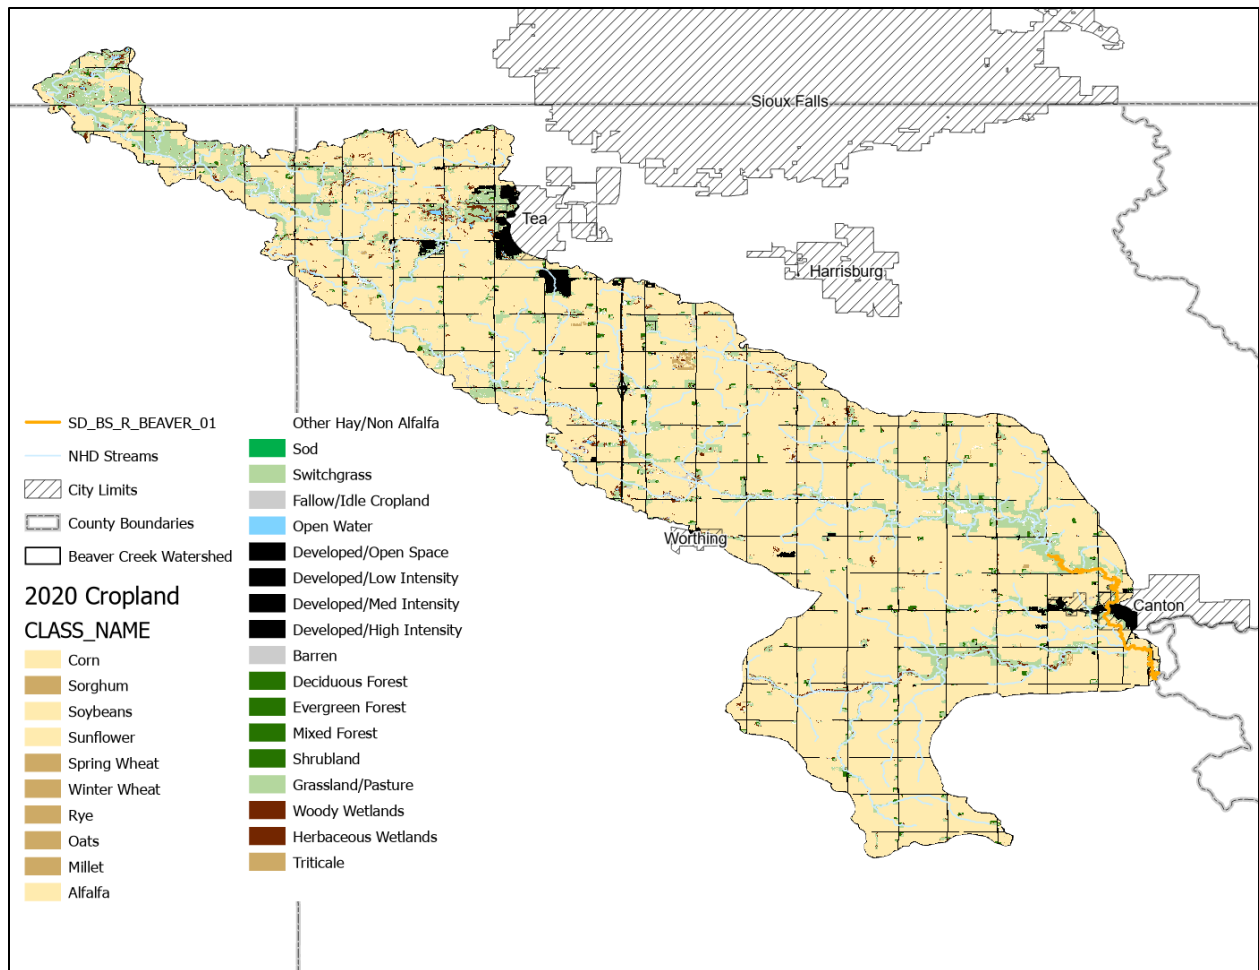 Sioux Falls
Tea
Harrisburg
Worthing
Canton
SD_BS_R_BEAVER_01
NHD Streams
City Limits
County Boundaries
Beaver Creek Watershed
2020 Cropland
CLASS_NAME
Corn
Sorghum
Soybeans
Sunflower
Spring Wheat
Winter Wheat
Rye
Oats
Millet
Alfalfa
Other Hay/Non Alfalfa
Sod
Switchgrass
Fallow/Idle Cropland
Open Water
Developed/Open Space
Developed/Low Intensity
Developed/Med Intensity
Developed/High Intensity
Barren
Deciduous Forest
Evergreen Forest
Mixed Forest
Shrubland
Grassland/Pasture
Woody Wetlands
Herbaceous Wetlands
Triticale